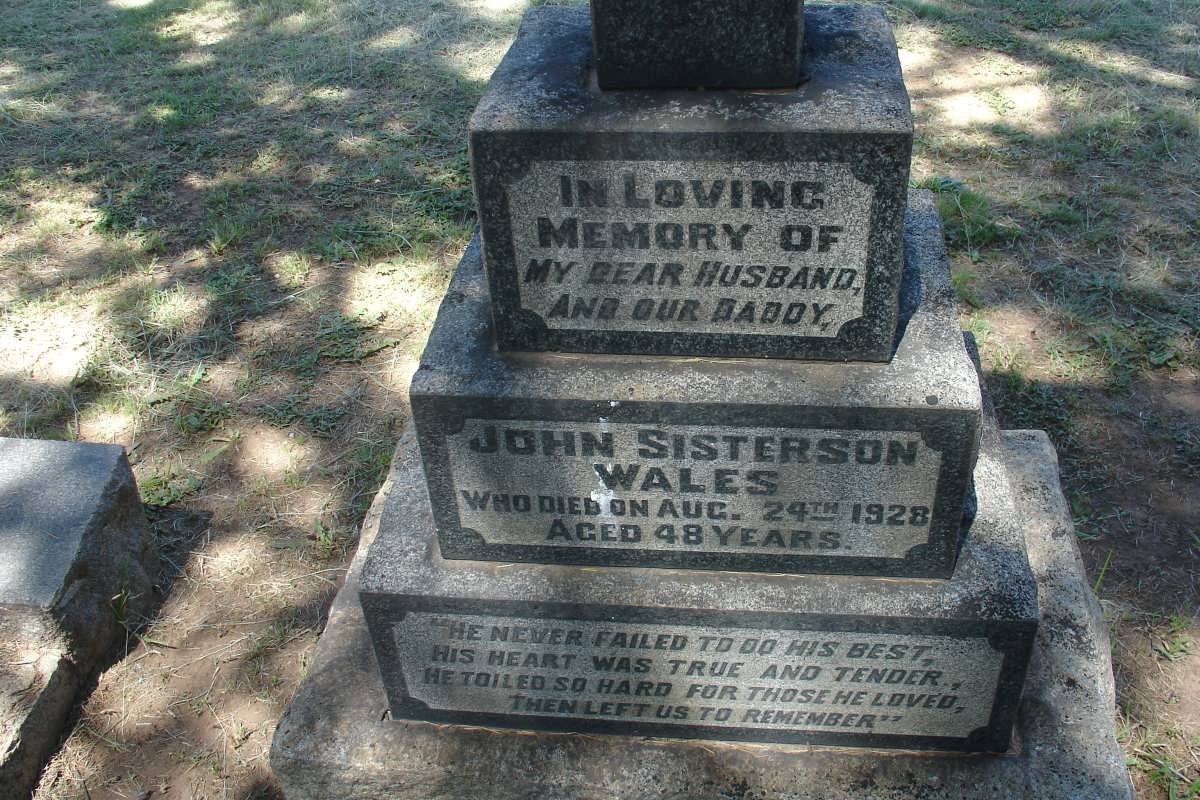 IN LOVING
MEMORY OF
MY DEAR HUSBAND,
AND OUR DADDY,
JOHN SISTERSON
WALES
WHO DIED ON AUG. 24TH 1928
AGED 48 YEARS.
"HE NEVER FAILED TO DO HIS BEST,
HIS HEART WAS TRUE AND TENDER,
HE TOILED SO HARD FOR THOSE HE LOVED,
THEN LEFT US TO REMEMBER"